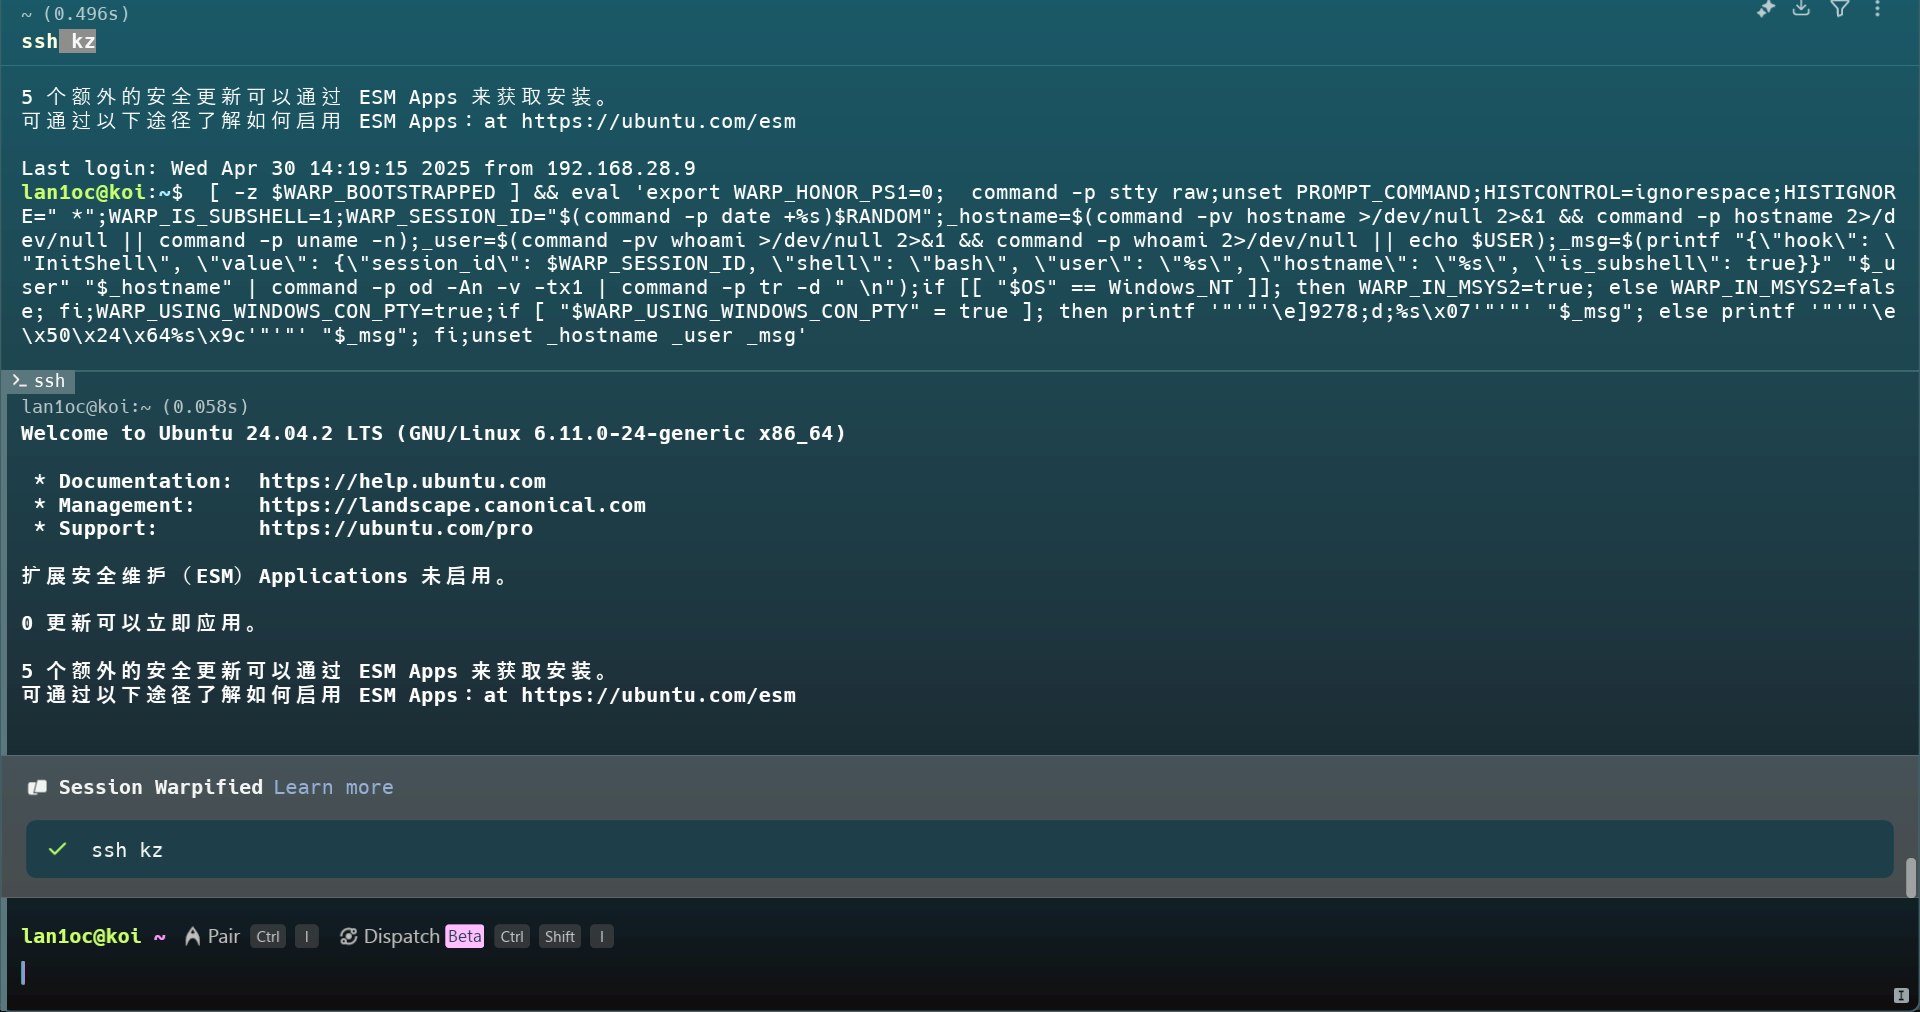 ~ (0.496s)
ssh kz
5 个额外的安全更新可以通过 ESM Apps 来获取安装。
可通过以下途径了解如何启用 ESM Apps：at https://ubuntu.com/esm
Last login: Wed Apr 30 14:19:15 2025 from 192.168.28.9
lan1oc@koi:~$  [ -z $WARP_BOOTSTRAPPED ] && eval 'export WARP_HONOR_PS1=0;  command -p stty raw;unset PROMPT_COMMAND;HISTCONTROL=ignorespace;HISTIGNOR
E=" *";WARP_IS_SUBSHELL=1;WARP_SESSION_ID="$(command -p date +%s)$RANDOM";_hostname=$(command -pv hostname >/dev/null 2>&1 && command -p hostname 2>/d
ev/null || command -p uname -n);_user=$(command -pv whoami >/dev/null 2>&1 && command -p whoami 2>/dev/null || echo $USER);_msg=$(printf "{\"hook\": \
"InitShell\", \"value\": {\"session_id\": $WARP_SESSION_ID, \"shell\": \"bash\", \"user\": \"%s\", \"hostname\": \"%s\", \"is_subshell\": true}}" "$_u
ser" "$_hostname" | command -p od -An -v -tx1 | command -p tr -d " \n");if [[ "$OS" == Windows_NT ]]; then WARP_IN_MSYS2=true; else WARP_IN_MSYS2=fals
e; fi;WARP_USING_WINDOWS_CON_PTY=true;if [ "$WARP_USING_WINDOWS_CON_PTY" = true ]; then printf '"'"'\e]9278;d;%s\x07'"'"' "$_msg"; else printf '"'"'\e
\x50\x24\x64%s\x9c'"'"' "$_msg"; fi;unset _hostname _user _msg'
ssh
lan1oc@koi:~ (0.058s)
Welcome to Ubuntu 24.04.2 LTS (GNU/Linux 6.11.0-24-generic x86_64)
* Documentation:  https://help.ubuntu.com
* Management:     https://landscape.canonical.com
* Support:        https://ubuntu.com/pro
扩展安全维护（ESM）Applications 未启用。
0 更新可以立即应用。
5 个额外的安全更新可以通过 ESM Apps 来获取安装。
可通过以下途径了解如何启用 ESM Apps：at https://ubuntu.com/esm
Session Warpified Learn more
ssh kz
lan1oc@koi ~ Pair Ctrl I Dispatch Beta Ctrl Shift I